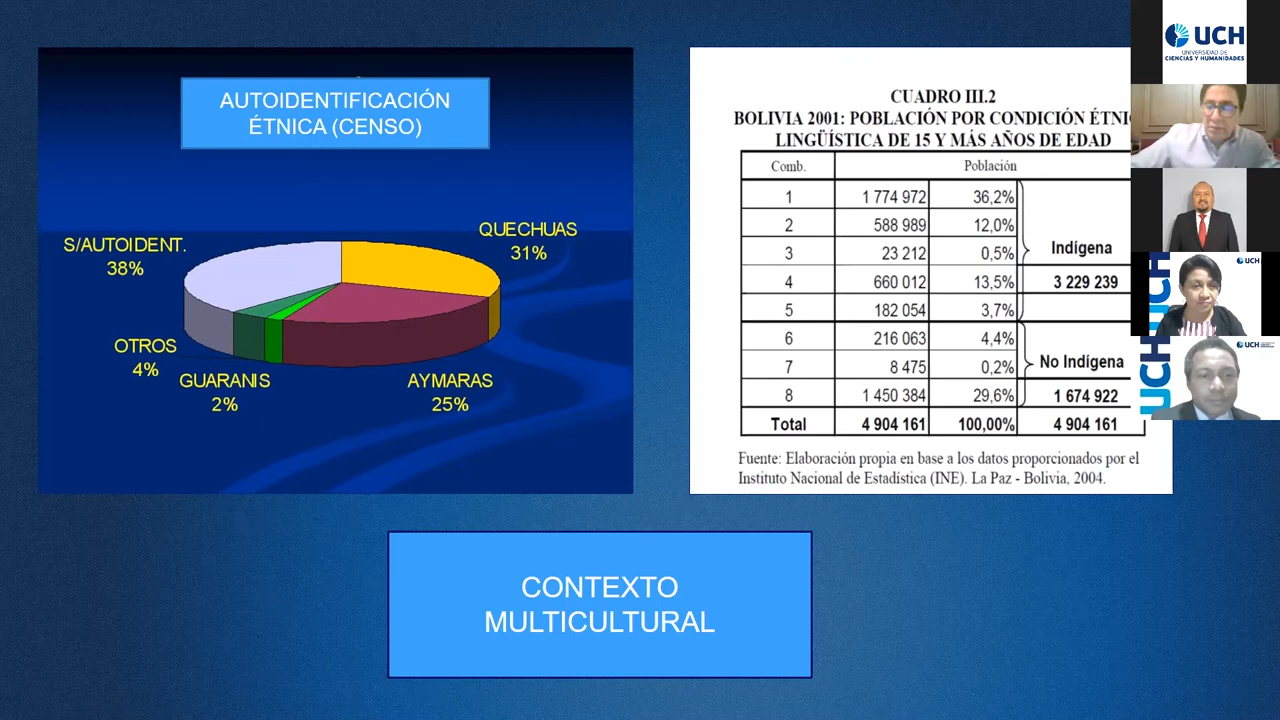 AUTOIDENTIFICACIÓN
ÉTNICA (CENSO)
QUECHUAS
31%
S/AUTOIDENT.
38%
OTROS
4%
GUARANIS
2%
AYMARAS
25%
CUADRO III.2
BOLIVIA 2001: POBLACIÓN POR CONDICIÓN ÉTNIC
LINGÜÍSTICA DE 15 Y MÁS AÑOS DE EDAD
Comb. Población
1 1 774 972 36,2%
2 588 989 12,0%
3 23 212 0,5% Indígena
4 660 012 13,5% 3 229 239
5 182 054 3,7%
6 216 063 4,4%
7 8 475 0,2% No Indígena
8 1 450 384 29,6% 1 674 922
Total 4 904 161 100,00% 4 904 161
Fuente: Elaboración propia en base a los datos proporcionados por el
Instituto Nacional de Estadística (INE). La Paz - Bolivia, 2004.
CONTEXTO
MULTICULTURAL
UCH
UNIVERSIDAD DE
CIENCIAS Y HUMANIDADES
UCH
UCH
UCH
UCH